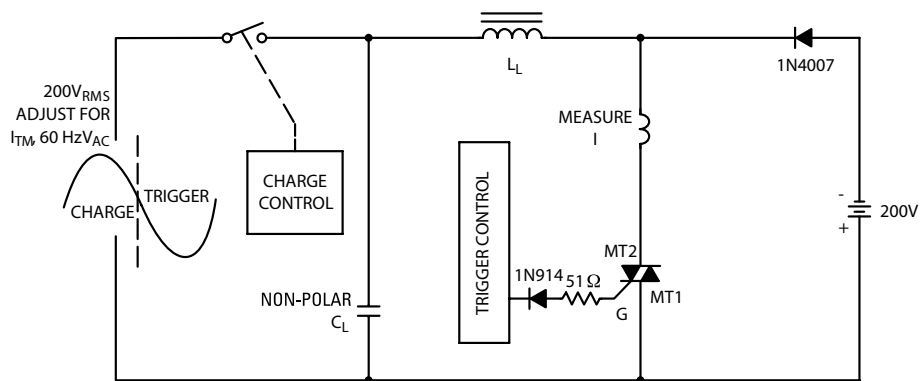 200V_RMS
ADJUST FOR
I_TM, 60 HzV_AC
CHARGE
TRIGGER
CHARGE
CONTROL
NON-POLAR
C_L
L_L
TRIGGER CONTROL
1N914
51 Ω
G
MEASURE
I
MT2
MT1
1N4007
-
+
200V